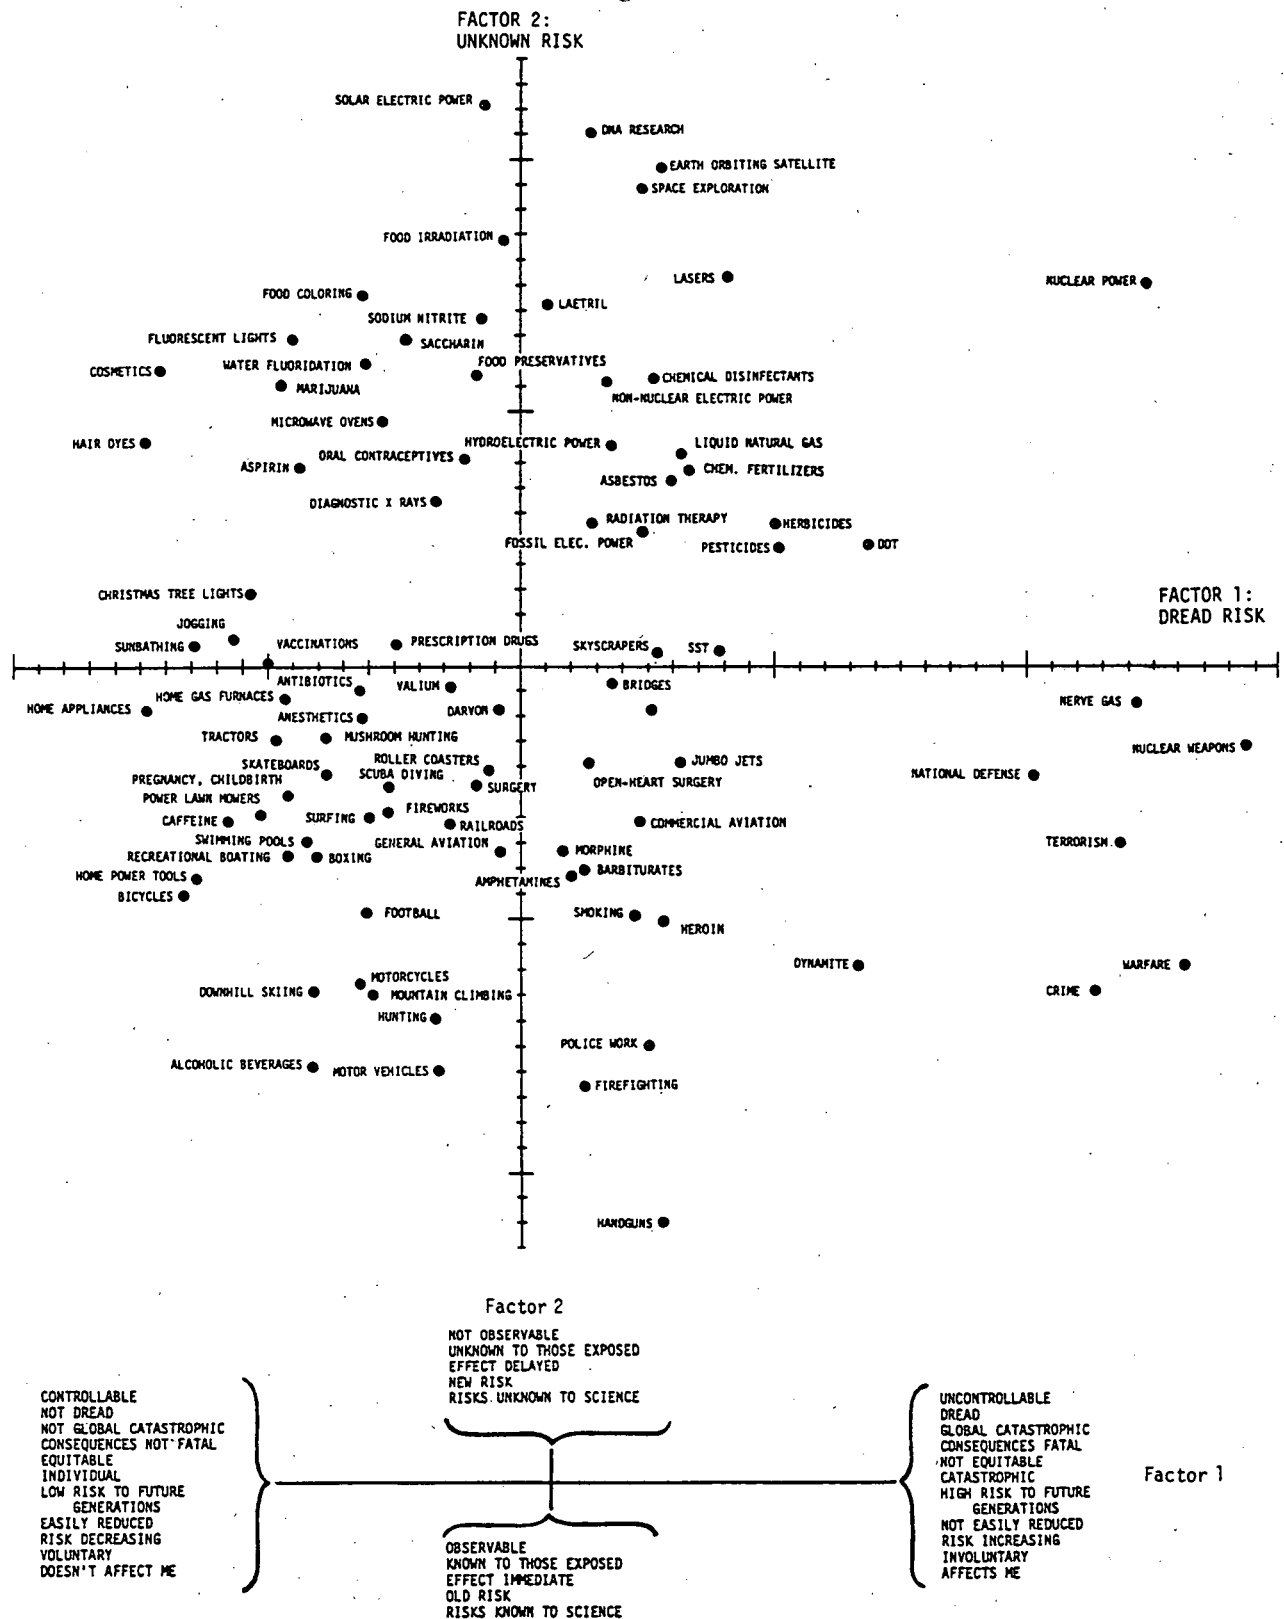 FACTOR 2:
UNKNOWN RISK
SOLAR ELECTRIC POWER
DNA RESEARCH
EARTH ORBITING SATELLITE
SPACE EXPLORATION
FOOD IRRADIATION
LASERS
NUCLEAR POWER
FOOD COLORING
LAETRIL
SODIUM NITRITE
FLUORESCENT LIGHTS
SACCHARIN
WATER FLUORIDATION
FOOD PRESERVATIVES
COSMETICS
MARIJUANA
CHEMICAL DISINFECTANTS
NON-NUCLEAR ELECTRIC POWER
MICROWAVE OVENS
HAIR DYES
HYDROELECTRIC POWER
LIQUID NATURAL GAS
ORAL CONTRACEPTIVES
ASPIRIN
CHEM. FERTILIZERS
ASBESTOS
DIAGNOSTIC X RAYS
RADIATION THERAPY
HERBICIDES
FOSSIL ELEC. POWER
PESTICIDES
DDT
CHRISTMAS TREE LIGHTS
FACTOR 1:
DREAD RISK
JOGGING
SUNBATHING
VACCINATIONS
PRESCRIPTION DRUGS
SKYSCRAPERS
SST
ANTIBIOTICS
VALIUM
BRIDGES
HOME GAS FURNACES
NERVE GAS
HOME APPLIANCES
ANESTHETICS
DARVON
TRACTORS
MUSHROOM HUNTING
NUCLEAR WEAPONS
SKATEBOARDS
ROLLER COASTERS
JUMBO JETS
SCUBA DIVING
NATIONAL DEFENSE
PREGNANCY, CHILDBIRTH
SURGERY
OPEN-HEART SURGERY
POWER LAWN MOWERS
FIREWORKS
CAFFEINE
SURFING
RAILROADS
COMMERCIAL AVIATION
SWIMMING POOLS
GENERAL AVIATION
TERRORISM
RECREATIONAL BOATING
BOXING
MORPHINE
HOME POWER TOOLS
BARBITURATES
AMPHETAMINES
BICYCLES
FOOTBALL
SMOKING
HEROIN
DYNAMITE
WARFARE
MOTORCYCLES
DOWNHILL SKIING
MOUNTAIN CLIMBING
CRIME
HUNTING
POLICE WORK
ALCOHOLIC BEVERAGES
MOTOR VEHICLES
FIREFIGHTING
HANDGUNS
Factor 2
NOT OBSERVABLE
UNKNOWN TO THOSE EXPOSED
EFFECT DELAYED
NEW RISK
RISKS UNKNOWN TO SCIENCE
CONTROLLABLE
NOT DREAD
NOT GLOBAL CATASTROPHIC
CONSEQUENCES NOT FATAL
EQUITABLE
INDIVIDUAL
LOW RISK TO FUTURE
GENERATIONS
EASILY REDUCED
RISK DECREASING
VOLUNTARY
DOESN'T AFFECT ME
UNCONTROLLABLE
DREAD
GLOBAL CATASTROPHIC
CONSEQUENCES FATAL
NOT EQUITABLE
CATASTROPHIC
HIGH RISK TO FUTURE
GENERATIONS
NOT EASILY REDUCED
RISK INCREASING
INVOLUNTARY
AFFECTS ME
Factor 1
OBSERVABLE
KNOWN TO THOSE EXPOSED
EFFECT IMMEDIATE
OLD RISK
RISKS KNOWN TO SCIENCE